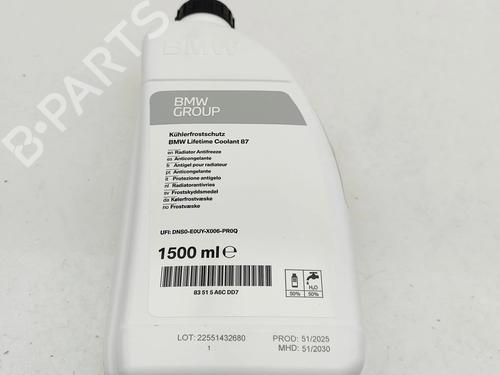 BMW
BMW
GROUP
Kühlerfrostschutz
BMW Lifetime Coolant 87
en Radiator Antifreeze
es Anticongelante
fr Antigel pour radiateur
pt Anticongelante
it Protezione antigelo
nl Radiatorantivries
sv Frostskyddsmedel
da Kølerfrostvæske
no Frostvæske
UFI: DNS0-E0UY-X006-PR0Q
1500 ml e
H₂O
50% 50%
83 51 5 A6C DD7
LOT: 22551432680
1
PROD: 51/2025
MHD: 51/2030
B-PARTS